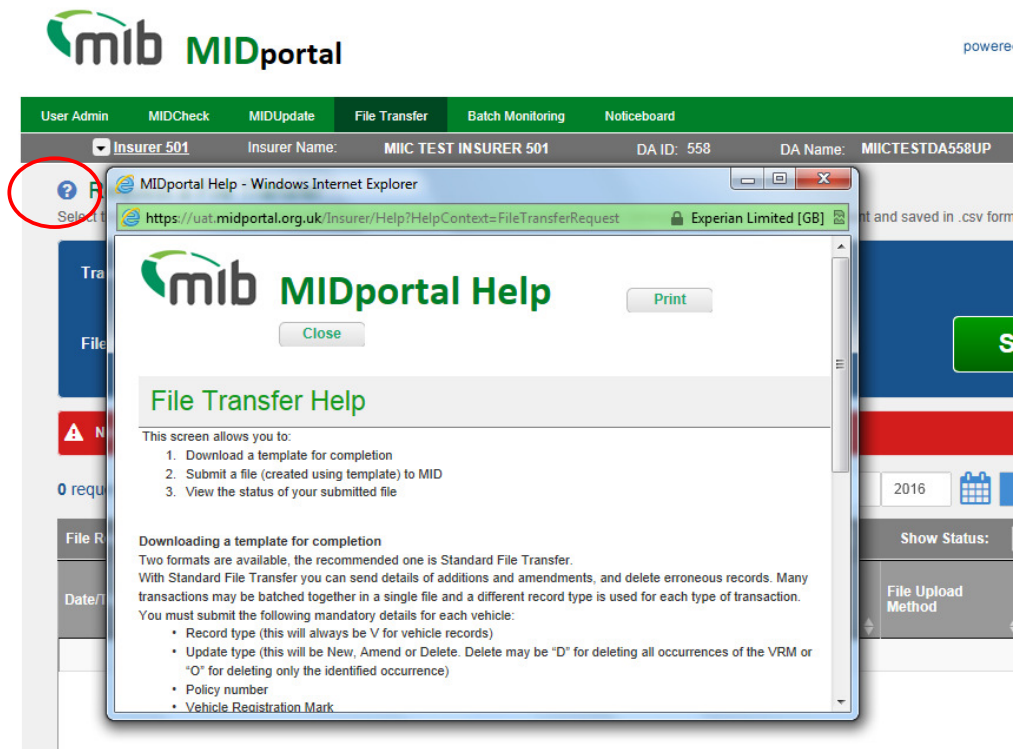 mib MIDportal
powered
User Admin MIDCheck MIDUpdate File Transfer Batch Monitoring Noticeboard
Insurer 501 Insurer Name: MIIC TEST INSURER 501 DA ID: 558 DA Name: MIICTESTDA558UP
? R
MIDportal Help - Windows Internet Explorer
Select t
https://uat.midportal.org.uk/Insurer/Help?HelpContext=FileTransferRequest Experian Limited [GB]
nt and saved in .csv form
Tra
mib MIDportal Help Print
Close
File
S
File Transfer Help
N
This screen allows you to:
1. Download a template for completion
2. Submit a file (created using template) to MID
3. View the status of your submitted file
0 requ
2016
File R
Show Status:
Downloading a template for completion
Two formats are available, the recommended one is Standard File Transfer.
With Standard File Transfer you can send details of additions and amendments, and delete erroneous records. Many
transactions may be batched together in a single file and a different record type is used for each type of transaction.
Date/T
File Upload
Method
You must submit the following mandatory details for each vehicle:
• Record type (this will always be V for vehicle records)
• Update type (this will be New, Amend or Delete. Delete may be “D” for deleting all occurrences of the VRM or
“O” for deleting only the identified occurrence)
• Policy number
• Vehicle Registration Mark